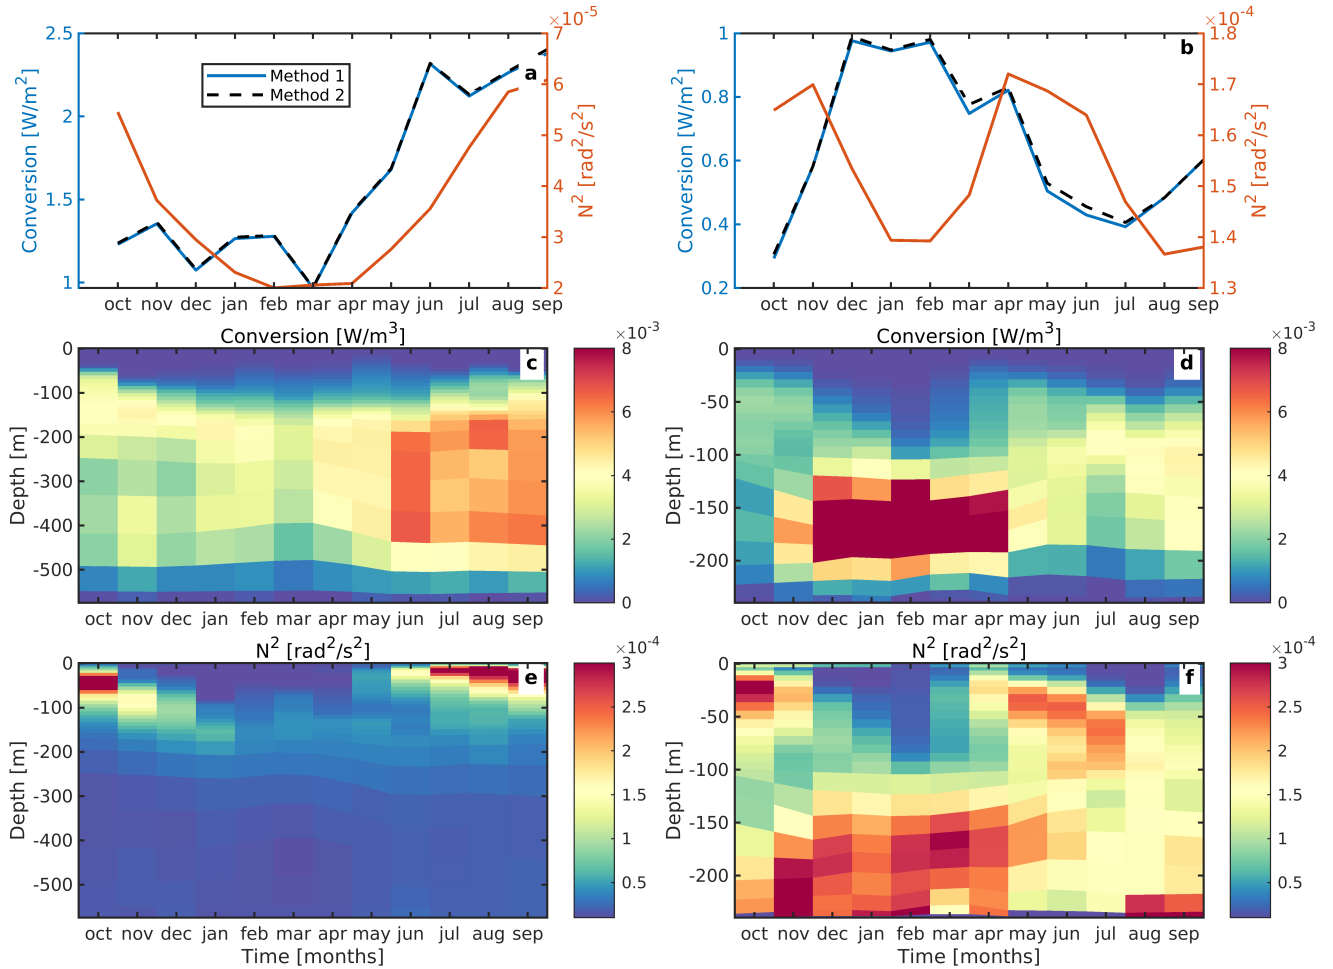 ×10⁻⁵
2.5
2
1.5
1
Conversion [W/m²]
Method 1
Method 2
a
7
6
5
4
3
2
N² [rad²/s²]
oct nov dec jan feb mar apr may jun jul aug sep
×10⁻⁴
1
0.8
0.6
0.4
0.2
Conversion [W/m²]
b
1.8
1.7
1.6
1.5
1.4
1.3
N² [rad²/s²]
oct nov dec jan feb mar apr may jun jul aug sep
Conversion [W/m³]
×10⁻³
0
-100
-200
-300
-400
-500
Depth [m]
c
8
6
4
2
0
oct nov dec jan feb mar apr may jun jul aug sep
Conversion [W/m³]
×10⁻³
0
-50
-100
-150
-200
Depth [m]
d
8
6
4
2
0
oct nov dec jan feb mar apr may jun jul aug sep
N² [rad²/s²]
×10⁻⁴
0
-100
-200
-300
-400
-500
Depth [m]
e
3
2.5
2
1.5
1
0.5
oct nov dec jan feb mar apr may jun jul aug sep
Time [months]
N² [rad²/s²]
×10⁻⁴
0
-50
-100
-150
-200
Depth [m]
f
3
2.5
2
1.5
1
0.5
oct nov dec jan feb mar apr may jun jul aug sep
Time [months]